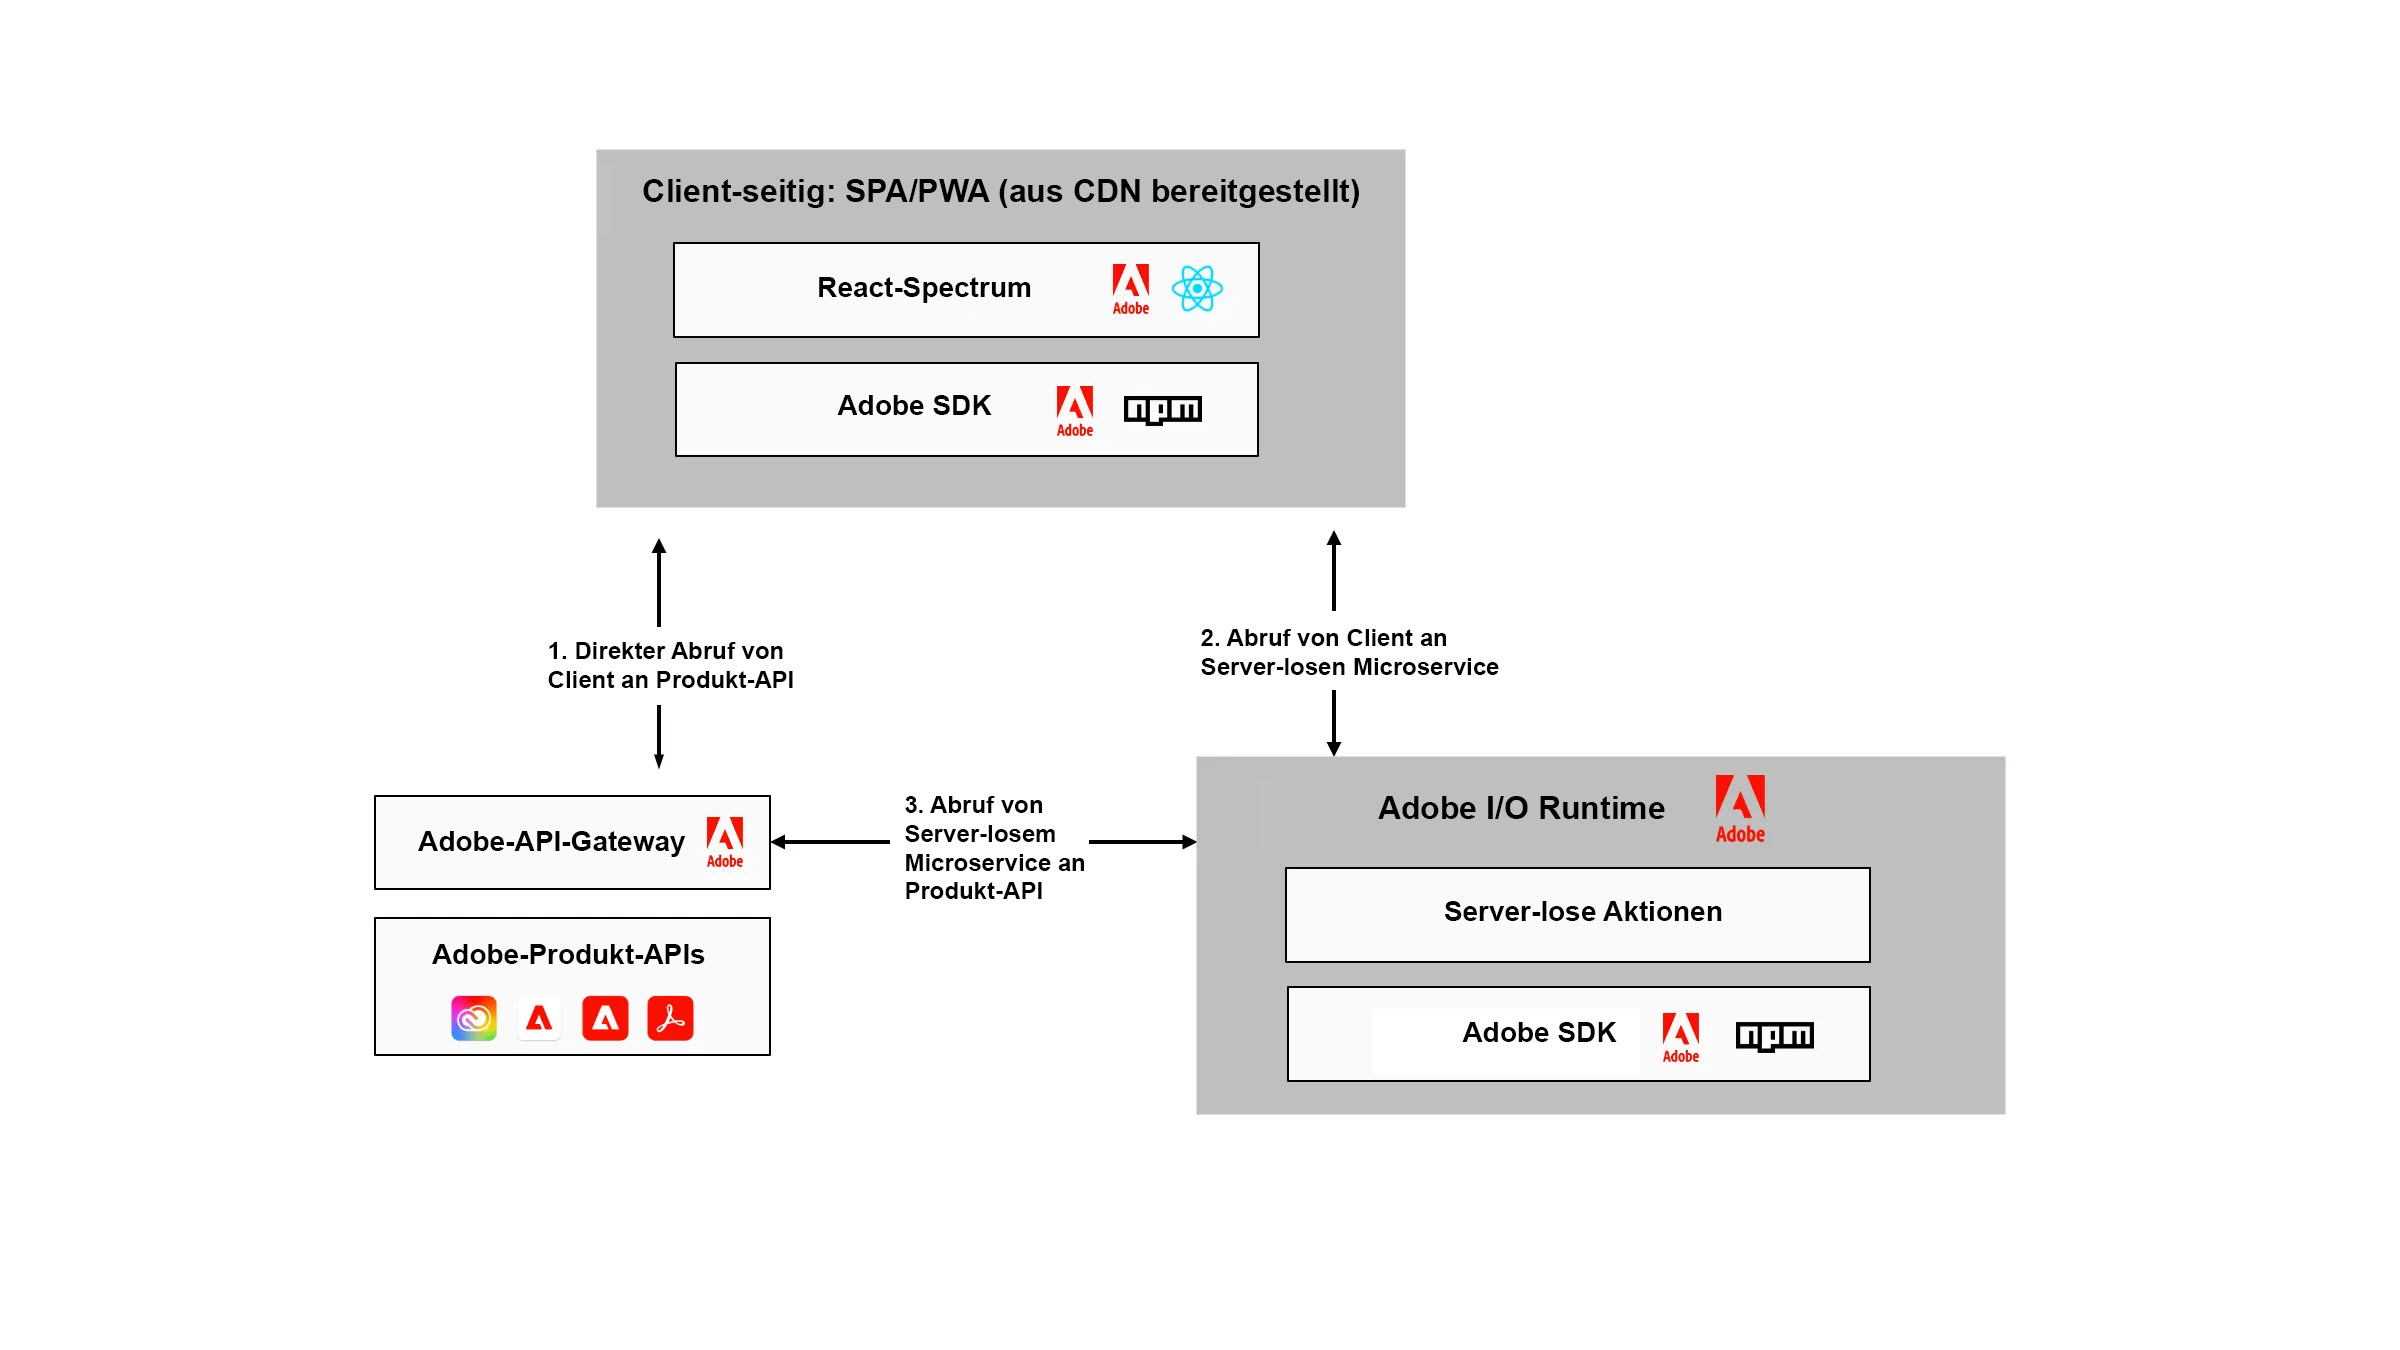 Client-seitig: SPA/PWA (aus CDN bereitgestellt)
React-Spectrum
Adobe
Adobe SDK
Adobe
npm
1. Direkter Abruf von
Client an Produkt-API
2. Abruf von Client an
Server-losen Microservice
Adobe-API-Gateway
Adobe
3. Abruf von
Server-losem
Microservice an
Produkt-API
Adobe-Produkt-APIs
Adobe I/O Runtime
Adobe
Server-lose Aktionen
Adobe SDK
Adobe
npm